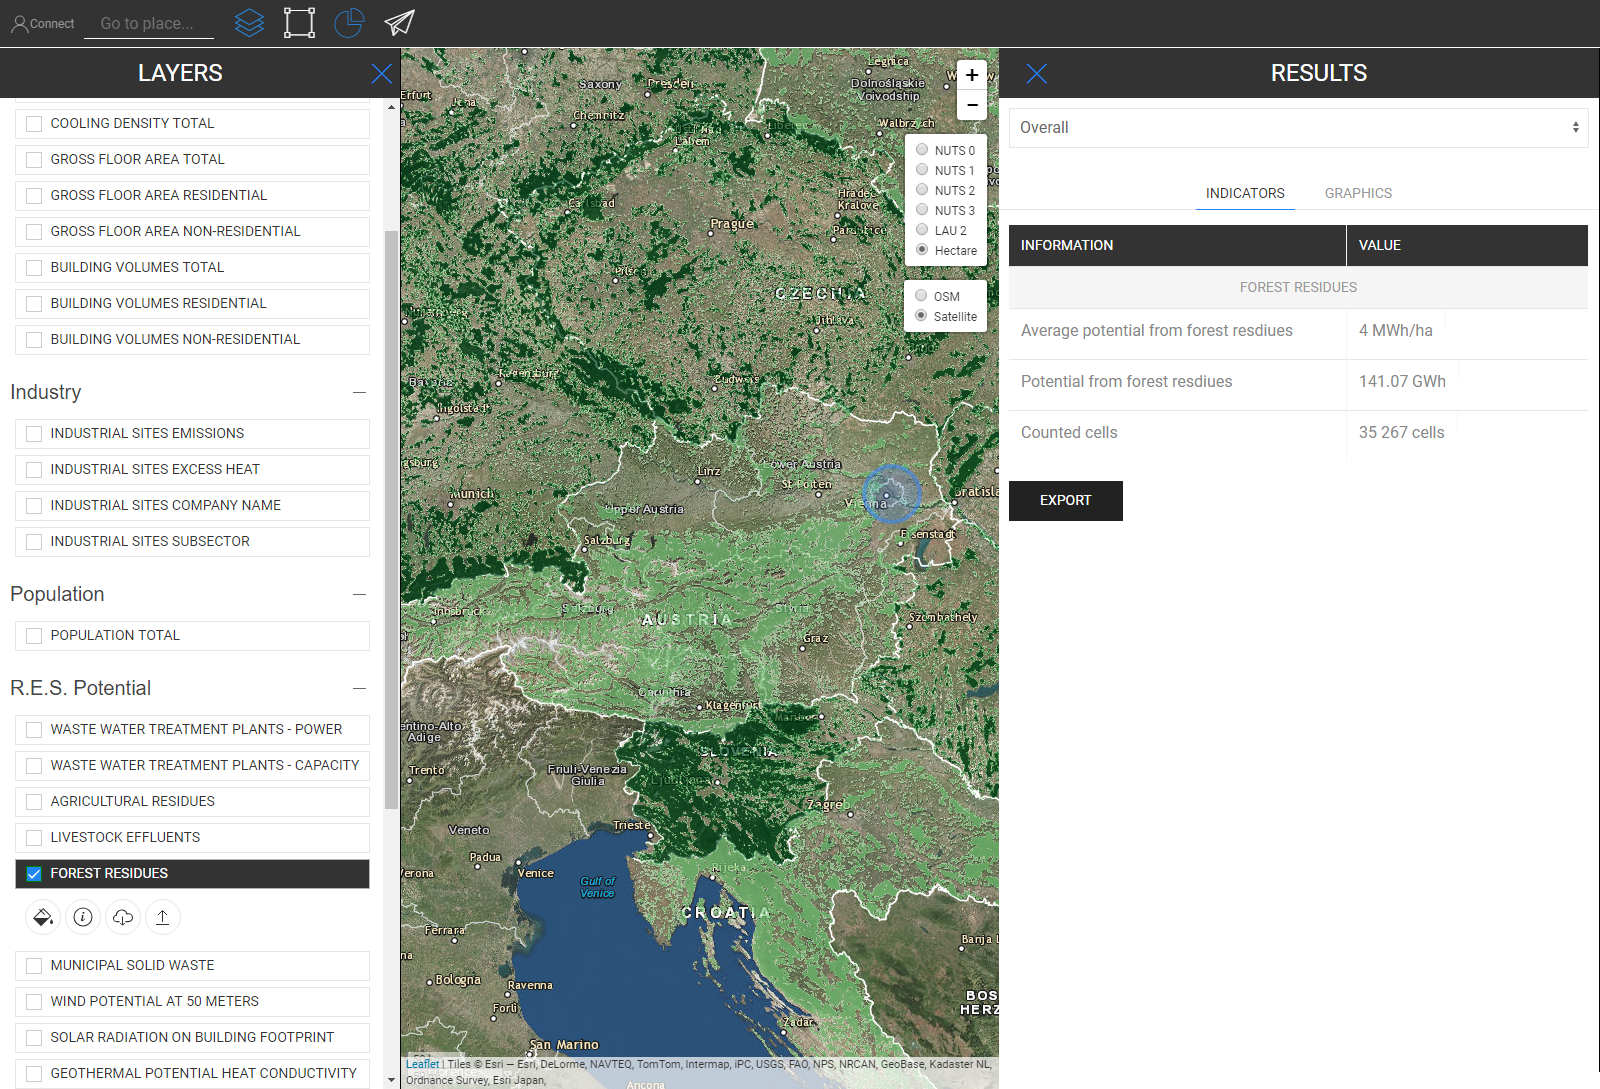 Connect
Go to place...
LAYERS
COOLING DENSITY TOTAL
GROSS FLOOR AREA TOTAL
GROSS FLOOR AREA RESIDENTIAL
GROSS FLOOR AREA NON-RESIDENTIAL
BUILDING VOLUMES TOTAL
BUILDING VOLUMES RESIDENTIAL
BUILDING VOLUMES NON-RESIDENTIAL
Industry
INDUSTRIAL SITES EMISSIONS
INDUSTRIAL SITES EXCESS HEAT
INDUSTRIAL SITES COMPANY NAME
INDUSTRIAL SITES SUBSECTOR
Population
POPULATION TOTAL
R.E.S. Potential
WASTE WATER TREATMENT PLANTS - POWER
WASTE WATER TREATMENT PLANTS - CAPACITY
AGRICULTURAL RESIDUES
LIVESTOCK EFFLUENTS
FOREST RESIDUES
MUNICIPAL SOLID WASTE
WIND POTENTIAL AT 50 METERS
SOLAR RADIATION ON BUILDING FOOTPRINT
GEOTHERMAL POTENTIAL HEAT CONDUCTIVITY
Erfurt
Jena
Saxony
Dresden
Chemnitz
Legnica
Dolnośląskie
Voivodship
Walbrzych
+
−
NUTS 0
NUTS 1
NUTS 2
NUTS 3
LAU 2
Hectare
OSM
Satellite
Hradec
Kralove
Pardubice
Prague
CZECHIA
Jihlava
Regensburg
Ingolstadt
Munich
Linz
Lower Austria
St Polten
Vienna
Bratisla
Upper Austria
Eisenstadt
Salzburg
Innsbruck
Salzburg
Styria
AUSTRIA
Szombathely
Graz
Carinthia
Klagenfurt
Maribor
entino-Alto
Adige
SLOVENIA
Ljubljana
Trento
Friuli-Venezia
Giulia
Zagreb
Veneto
Trieste
Padua
Verona
Venice
Rijeka
Gulf of
Venice
CROATIA
Ferrara
Banja L
Bologna
Ravenna
BOS
HERZ
Forlì
Zadar
San Marino
Ancona
Leaflet | Tiles © Esri — Esri, DeLorme, NAVTEQ, TomTom, Intermap, iPC, USGS, FAO, NPS, NRCAN, GeoBase, Kadaster NL,
Ordnance Survey, Esri Japan,
RESULTS
Overall
INDICATORS
GRAPHICS
INFORMATION
VALUE
FOREST RESIDUES
Average potential from forest resdiues
4 MWh/ha
Potential from forest resdiues
141.07 GWh
Counted cells
35 267 cells
EXPORT